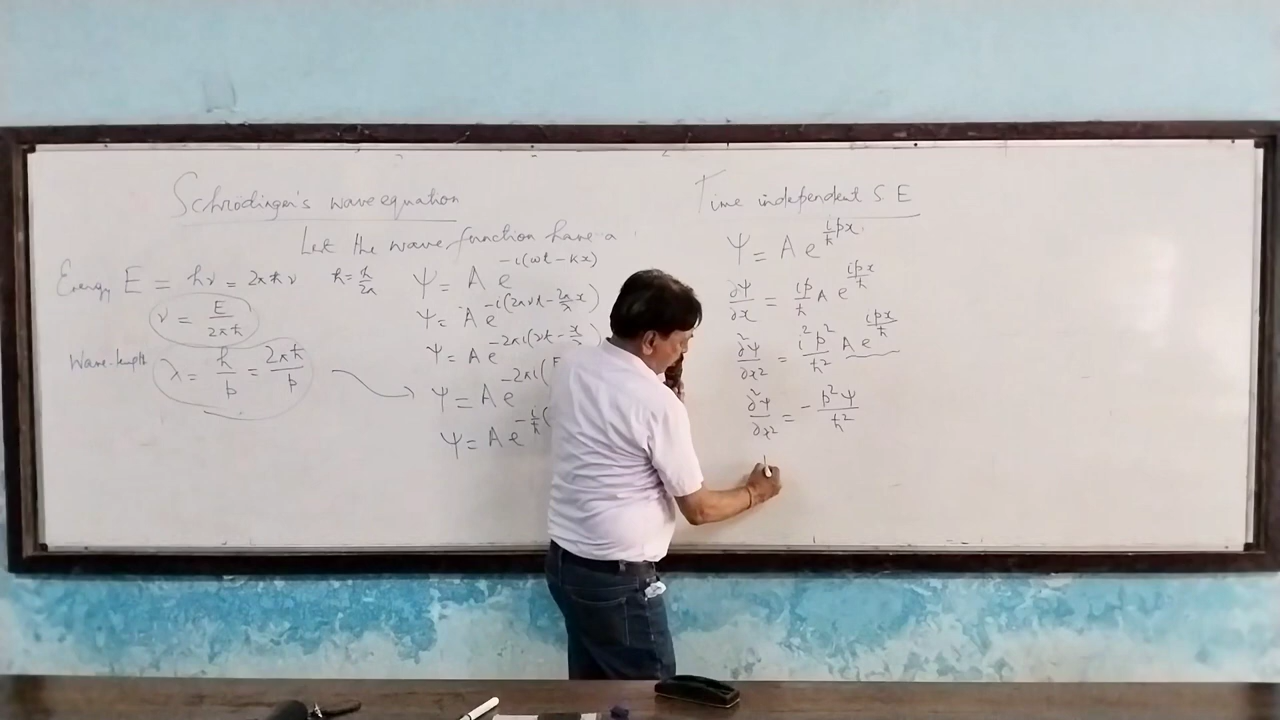 Schrodinger's wave equation
Let the wave function have a
Energy E = hν = 2πħν ħ = h/2π
ν = E/2πħ
Wave-length λ = h/p = 2πħ/p
Ψ = A e^{-i(ωt - kx)}
Ψ = A e^{-i(2πνt - 2π/λ x)}
Ψ = A e^{-2πi(νt - x/λ)}
Ψ = A e^{-2πi(
Ψ = A e^{-i/ħ(
Time independent S E
Ψ = A e^{i/ħ px}
∂Ψ/∂x = ip/ħ A e^{ipx/ħ}
∂²Ψ/∂x² = i²p²/ħ² A e^{ipx/ħ}
∂²Ψ/∂x² = - p²Ψ/ħ²